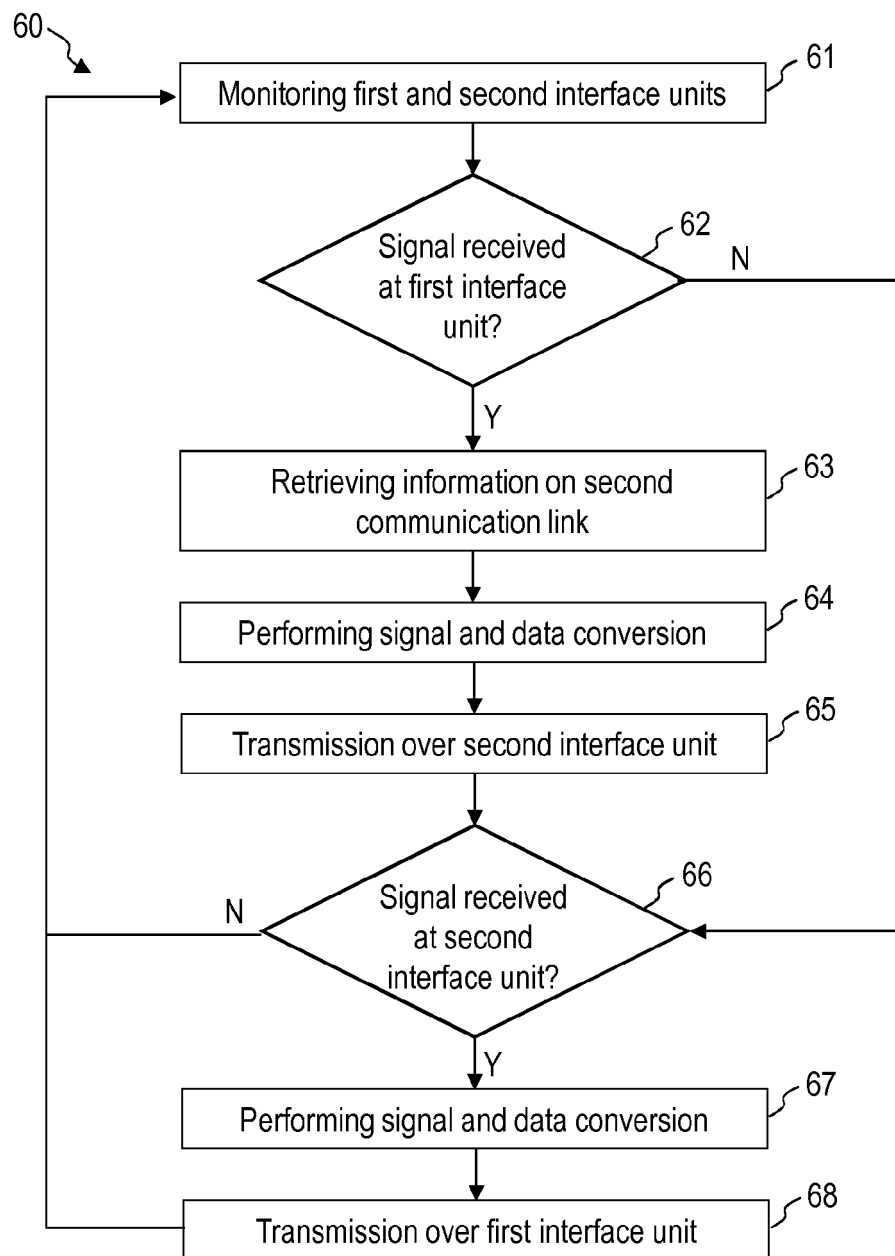 60
61
Monitoring first and second interface units
62
Signal received
at first interface
unit?
N
Y
63
Retrieving information on second
communication link
64
Performing signal and data conversion
65
Transmission over second interface unit
66
Signal received
at second
interface unit?
N
Y
67
Performing signal and data conversion
68
Transmission over first interface unit